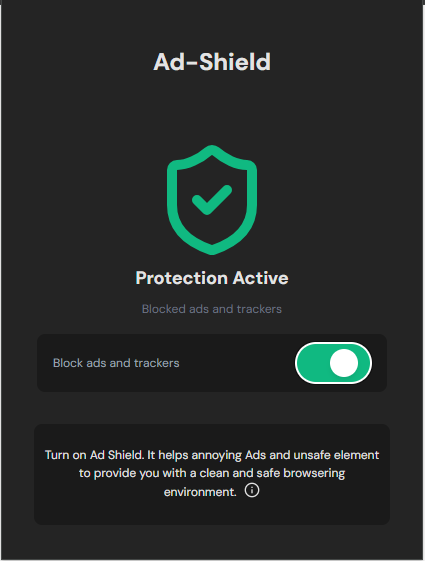 Ad-Shield
Protection Active
Blocked ads and trackers
Block ads and trackers
Turn on Ad Shield. It helps annoying Ads and unsafe element
to provide you with a clean and safe browsering
environment.